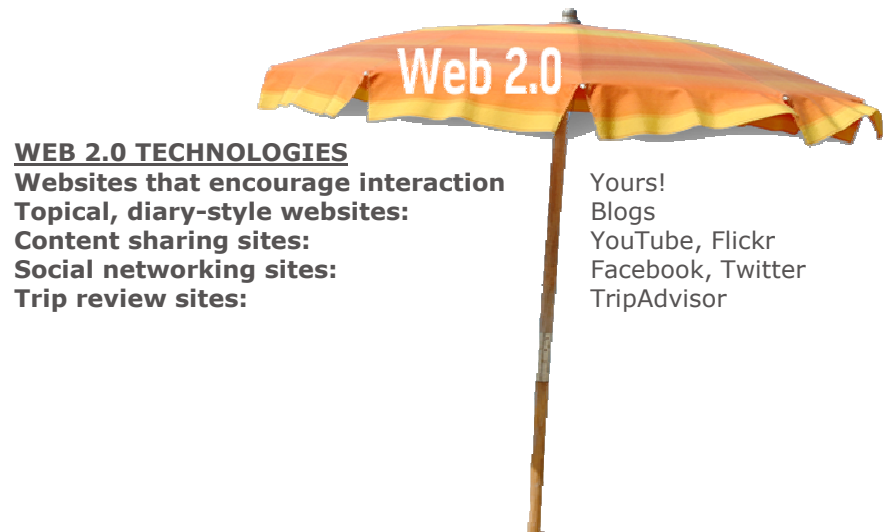 Web 2.0
WEB 2.0 TECHNOLOGIES
Websites that encourage interaction Yours!
Topical, diary-style websites: Blogs
Content sharing sites: YouTube, Flickr
Social networking sites: Facebook, Twitter
Trip review sites: TripAdvisor